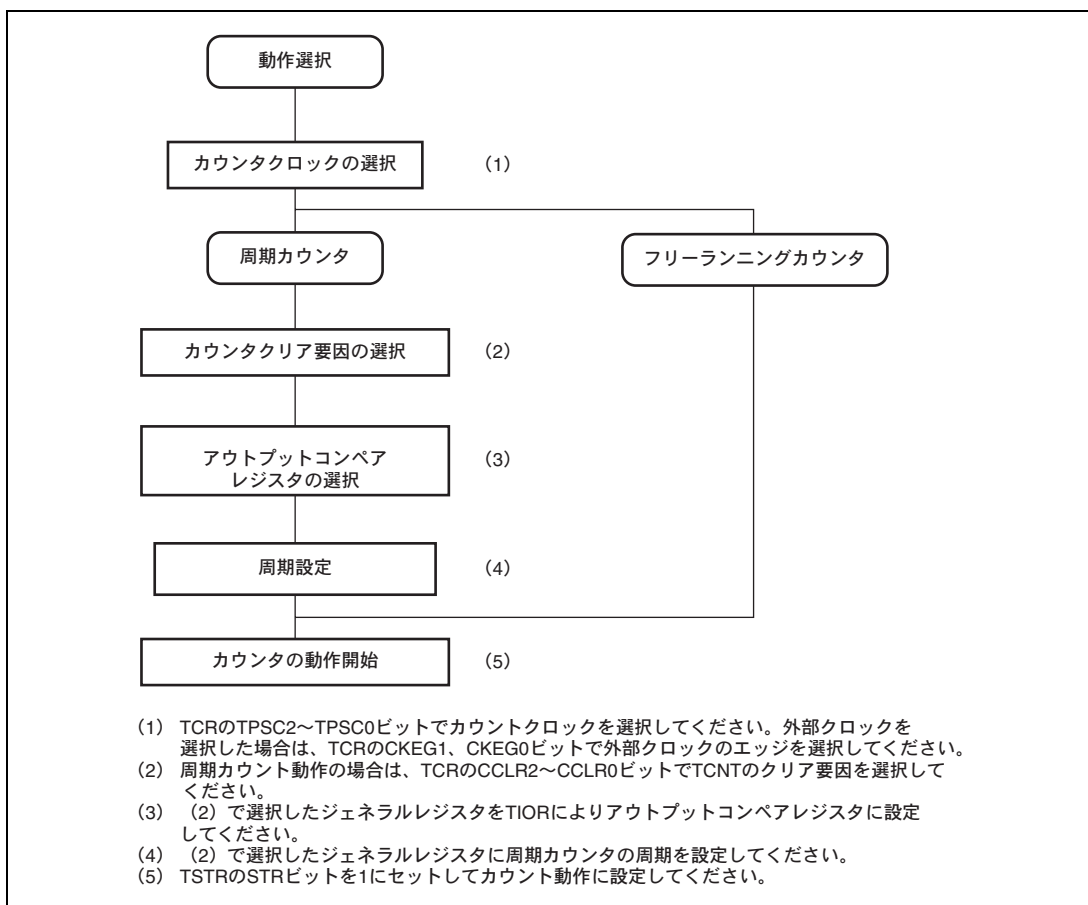 動作選択
カウンタクロックの選択 (1)
周期カウンタ フリーランニングカウンタ
カウンタクリア要因の選択 (2)
アウトプットコンペア
レジスタの選択 (3)
周期設定 (4)
カウンタの動作開始 (5)
(1) TCRのTPSC2～TPSC0ビットでカウントクロックを選択してください。外部クロックを
選択した場合は、TCRのCKEG1、CKEG0ビットで外部クロックのエッジを選択してください。
(2) 周期カウント動作の場合は、TCRのCCLR2～CCLR0ビットでTCNTのクリア要因を選択して
ください。
(3) (2)で選択したジェネラルレジスタをTIORによりアウトプットコンペアレジスタに設定
してください。
(4) (2)で選択したジェネラルレジスタに周期カウンタの周期を設定してください。
(5) TSTRのSTRビットを1にセットしてカウント動作に設定してください。